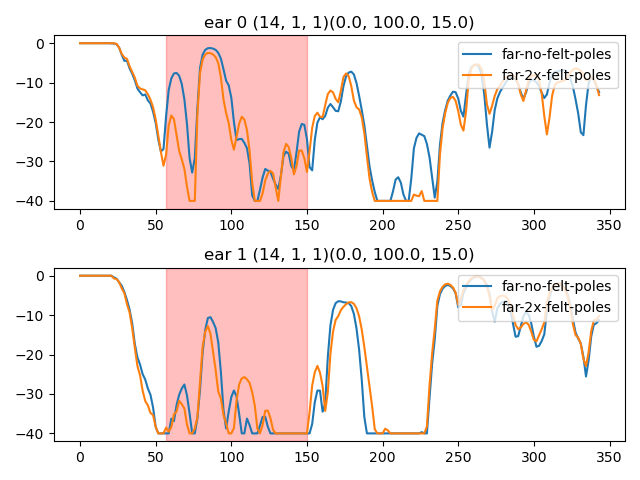 ear 0 (14, 1, 1)(0.0, 100.0, 15.0)
0
−10
−20
−30
−40
far-no-felt-poles
far-2x-felt-poles
0 50 100 150 200 250 300 350
ear 1 (14, 1, 1)(0.0, 100.0, 15.0)
0
−10
−20
−30
−40
far-no-felt-poles
far-2x-felt-poles
0 50 100 150 200 250 300 350